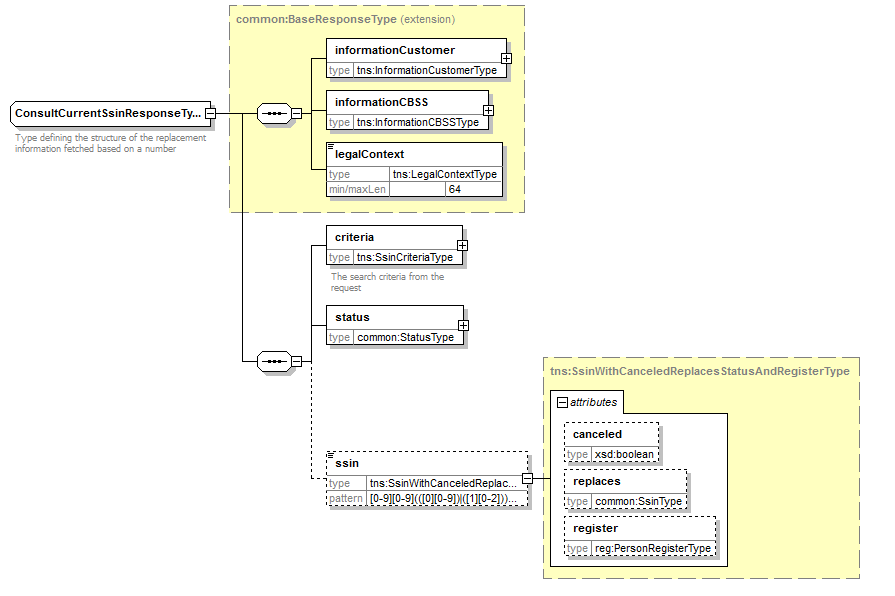 common:BaseResponseType (extension)
informationCustomer
type tns:InformationCustomerType
informationCBSS
type tns:InformationCBSSType
legalContext
type tns:LegalContextType
min/maxLen 64
ConsultCurrentSsinResponseTy...
Type defining the structure of the replacement
information fetched based on a number
criteria
type tns:SsinCriteriaType
The search criteria from the
request
status
type common:StatusType
ssin
type tns:SsinWithCanceledReplac...
pattern [0-9][0-9](([0][0-9])|([1][0-2]))...
tns:SsinWithCanceledReplacesStatusAndRegisterType
attributes
canceled
type xsd:boolean
replaces
type common:SsinType
register
type reg:PersonRegisterType